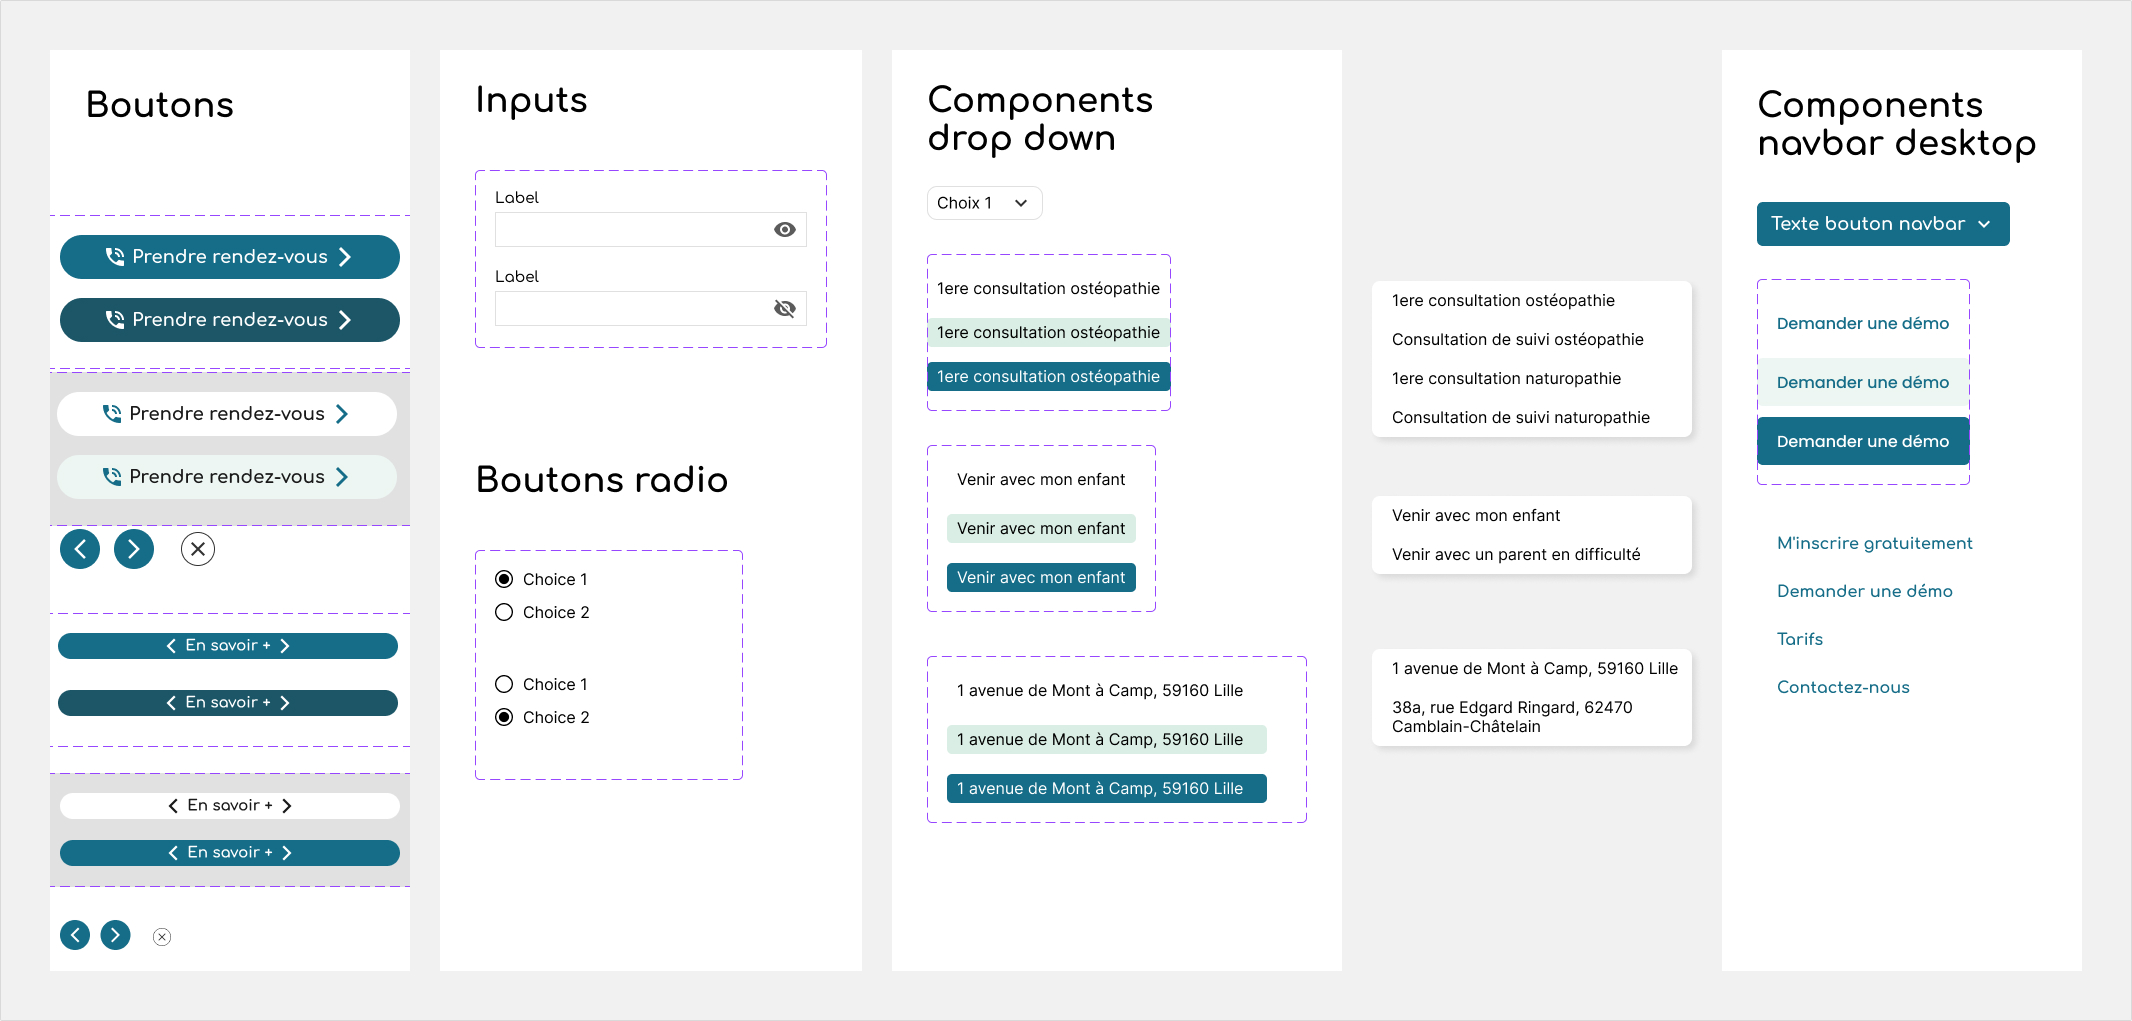 Boutons
Prendre rendez-vous
Prendre rendez-vous
Prendre rendez-vous
Prendre rendez-vous
En savoir +
En savoir +
En savoir +
En savoir +
Inputs
Label
Label
Boutons radio
Choice 1
Choice 2
Choice 1
Choice 2
Components
drop down
Choix 1
1ere consultation ostéopathie
1ere consultation ostéopathie
1ere consultation ostéopathie
Venir avec mon enfant
Venir avec mon enfant
Venir avec mon enfant
1 avenue de Mont à Camp, 59160 Lille
1 avenue de Mont à Camp, 59160 Lille
1 avenue de Mont à Camp, 59160 Lille
1ere consultation ostéopathie
Consultation de suivi ostéopathie
1ere consultation naturopathie
Consultation de suivi naturopathie
Venir avec mon enfant
Venir avec un parent en difficulté
1 avenue de Mont à Camp, 59160 Lille
38a, rue Edgard Ringard, 62470
Camblain-Châtelain
Components
navbar desktop
Texte bouton navbar
Demander une démo
Demander une démo
Demander une démo
M'inscrire gratuitement
Demander une démo
Tarifs
Contactez-nous